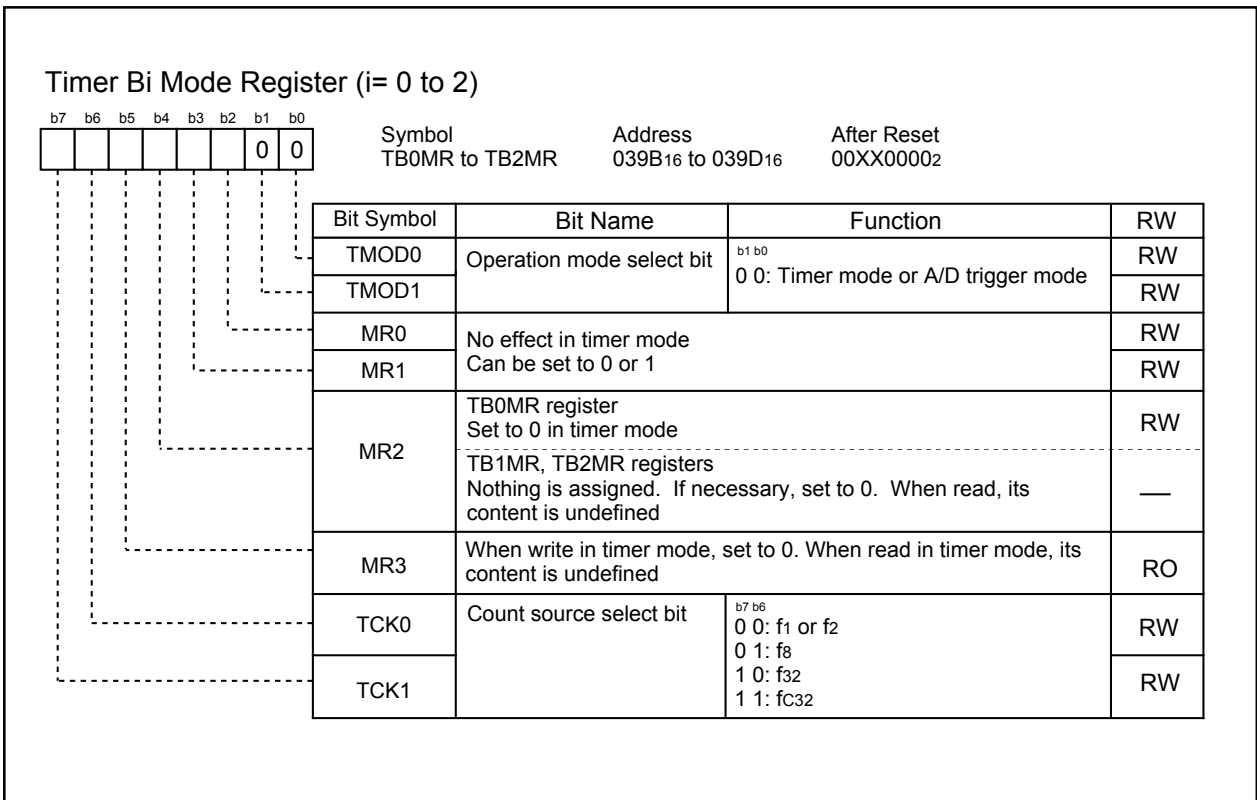 Timer Bi Mode Register (i= 0 to 2)
b7 b6 b5 b4 b3 b2 b1 b0
0 0
Symbol Address After Reset
TB0MR to TB2MR 039B16 to 039D16 00XX00002
Bit Symbol Bit Name Function RW
TMOD0 Operation mode select bit b1 b0 RW
0 0: Timer mode or A/D trigger mode
TMOD1 RW
MR0 No effect in timer mode RW
MR1 Can be set to 0 or 1 RW
MR2 TB0MR register
Set to 0 in timer mode RW
TB1MR, TB2MR registers
Nothing is assigned. If necessary, set to 0. When read, its —
content is undefined
MR3 When write in timer mode, set to 0. When read in timer mode, its
content is undefined RO
TCK0 Count source select bit b7 b6 RW
0 0: f1 or f2
0 1: f8
TCK1 1 0: f32 RW
1 1: fC32